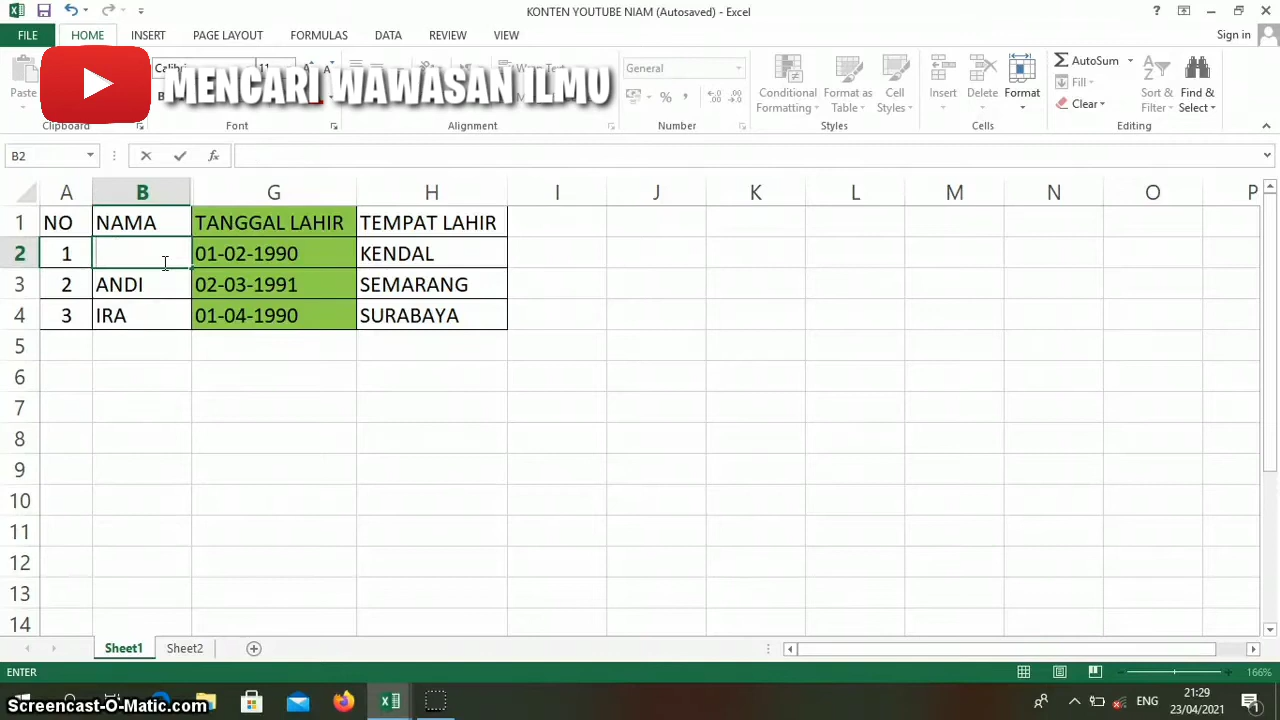 KONTEN YOUTUBE NIAM (Autosaved) - Excel
?
FILE HOME INSERT PAGE LAYOUT FORMULAS DATA REVIEW VIEW Sign in
MENCARI WAWASAN ILMU
Paste
Calibri 11
Wrap Text
General
% ,
Conditional Formatting
Format as Table
Cell Styles
Insert Delete Format
AutoSum
Fill
Clear
Sort & Filter
Find & Select
Clipboard Font Alignment Number Styles Cells Editing
B2 fx
A B G H I J K L M N O P
1 NO NAMA TANGGAL LAHIR TEMPAT LAHIR
2 1 01-02-1990 KENDAL
3 2 ANDI 02-03-1991 SEMARANG
4 3 IRA 01-04-1990 SURABAYA
5
6
7
8
9
10
11
12
13
14
Sheet1 Sheet2
ENTER 166%
Screencast-O-Matic.com
ENG
21:29
23/04/2021
1